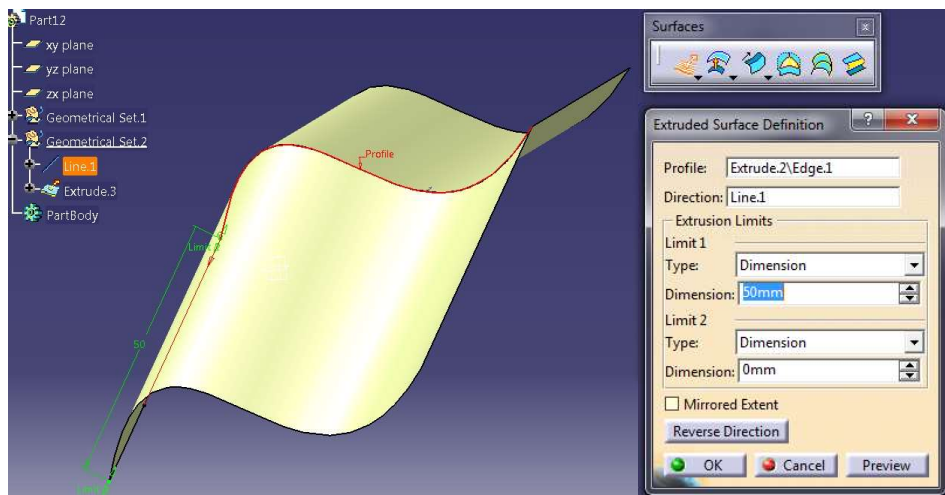 Part12
xy plane
yz plane
zx plane
Geometrical Set.1
Geometrical Set.2
Line.1
Extrude.3
PartBody
Profile
Limit 2
50
Surfaces
Extruded Surface Definition
Profile: Extrude.2\Edge.1
Direction: Line.1
Extrusion Limits
Limit 1
Type: Dimension
Dimension: 50mm
Limit 2
Type: Dimension
Dimension: 0mm
Mirrored Extent
Reverse Direction
OK Cancel Preview